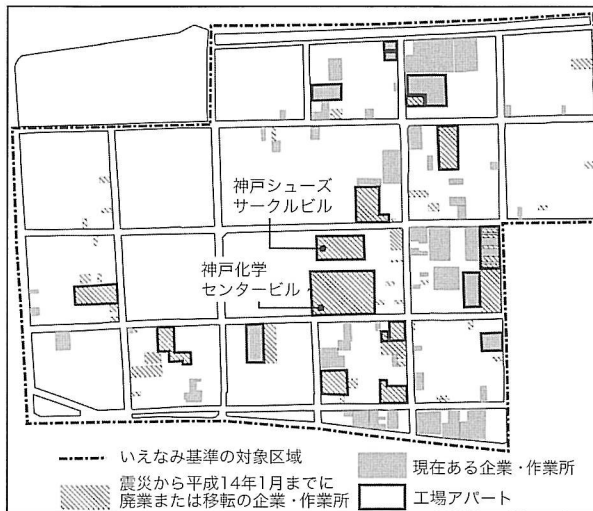 神戸シューズ
サークルビル
神戸化学
センタービル
いえなみ基準の対象区域
震災から平成14年1月までに
廃業または移転の企業・作業所
現在ある企業・作業所
工場アパート